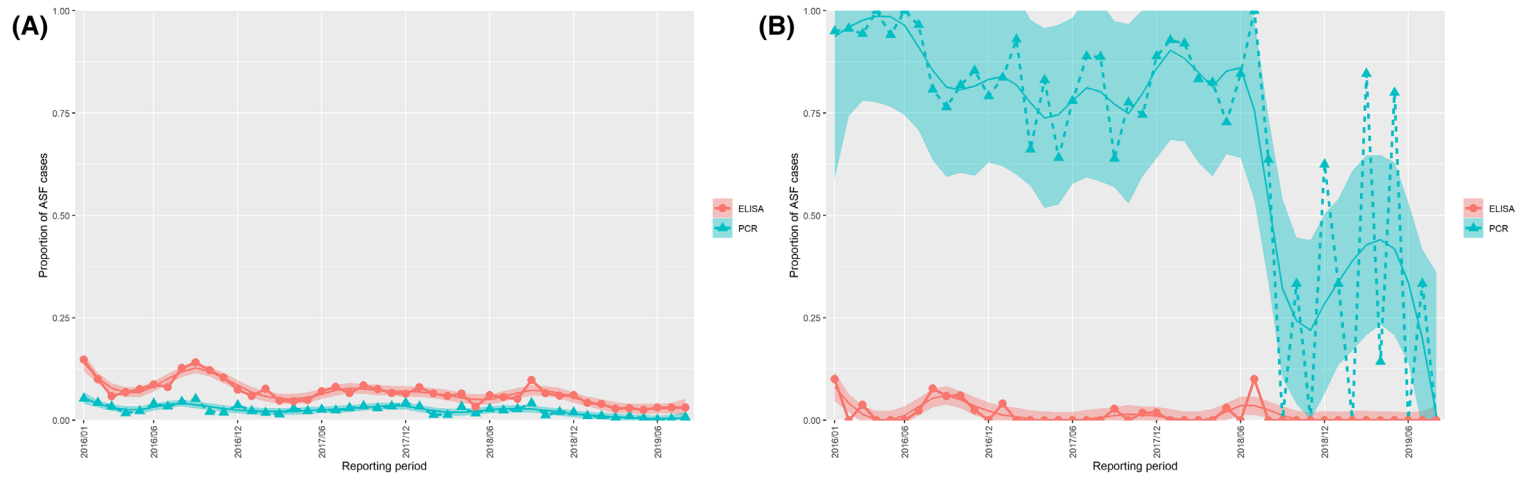 (A)
1.00
0.75
0.50
0.25
0.00
Proportion of ASF cases
2016/01
2016/06
2016/12
2017/06
2017/12
2018/06
2018/12
2019/06
Reporting period
ELISA
PCR
(B)
1.00
0.75
0.50
0.25
0.00
Proportion of ASF cases
2016/01
2016/06
2016/12
2017/06
2017/12
2018/06
2018/12
2019/06
Reporting period
ELISA
PCR